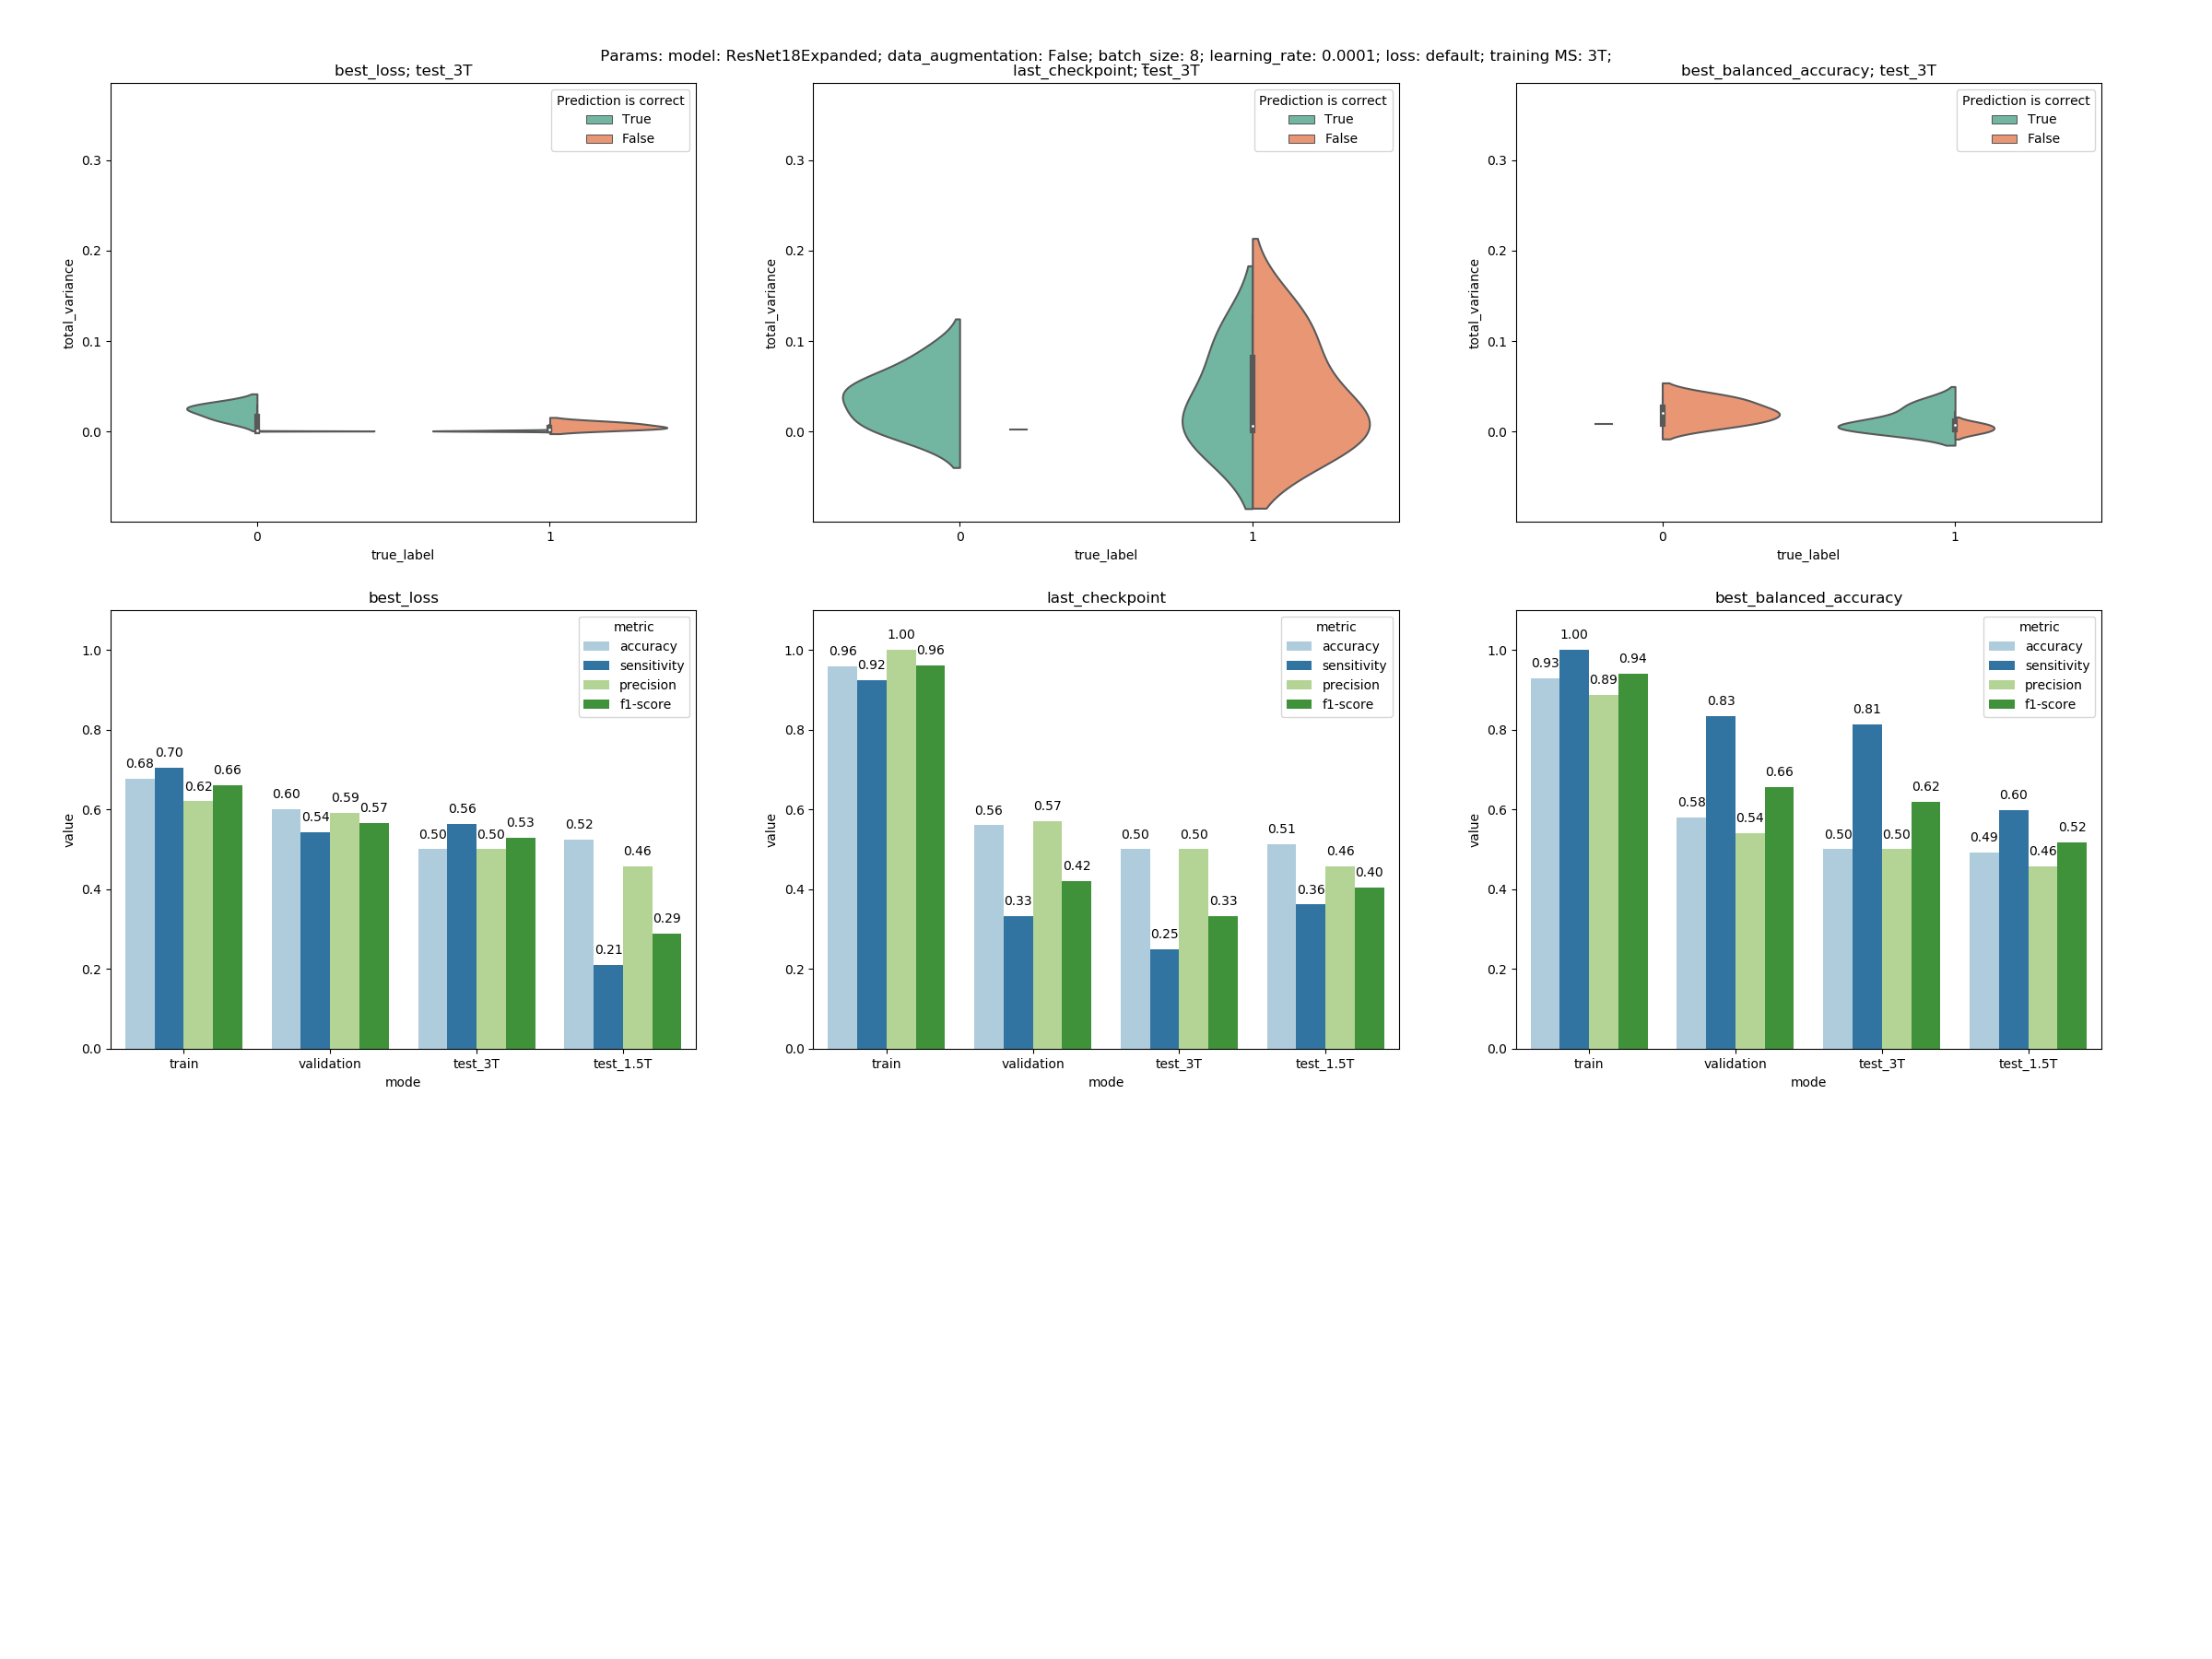 Params: model: ResNet18Expanded; data_augmentation: False; batch_size: 8; learning_rate: 0.0001; loss: default; training MS: 3T;
best_loss; test_3T
Prediction is correct
True
False
0.3
0.2
0.1
0.0
total_variance
0 1
true_label
last_checkpoint; test_3T
Prediction is correct
True
False
0.3
0.2
0.1
0.0
total_variance
0 1
true_label
best_balanced_accuracy; test_3T
Prediction is correct
True
False
0.3
0.2
0.1
0.0
total_variance
0 1
true_label
best_loss
metric
accuracy
sensitivity
precision
f1-score
1.0
0.8
0.6
0.4
0.2
0.0
value
0.68 0.70 0.62 0.66
0.60 0.54 0.59 0.57
0.50 0.56 0.50 0.53
0.52 0.21 0.46 0.29
train validation test_3T test_1.5T
mode
last_checkpoint
metric
accuracy
sensitivity
precision
f1-score
1.0
0.8
0.6
0.4
0.2
0.0
value
0.96 0.92 1.00 0.96
0.56 0.33 0.57 0.42
0.50 0.25 0.50 0.33
0.51 0.36 0.46 0.40
train validation test_3T test_1.5T
mode
best_balanced_accuracy
metric
accuracy
sensitivity
precision
f1-score
1.0
0.8
0.6
0.4
0.2
0.0
value
0.93 1.00 0.89 0.94
0.58 0.83 0.54 0.66
0.50 0.81 0.50 0.62
0.49 0.60 0.46 0.52
train validation test_3T test_1.5T
mode